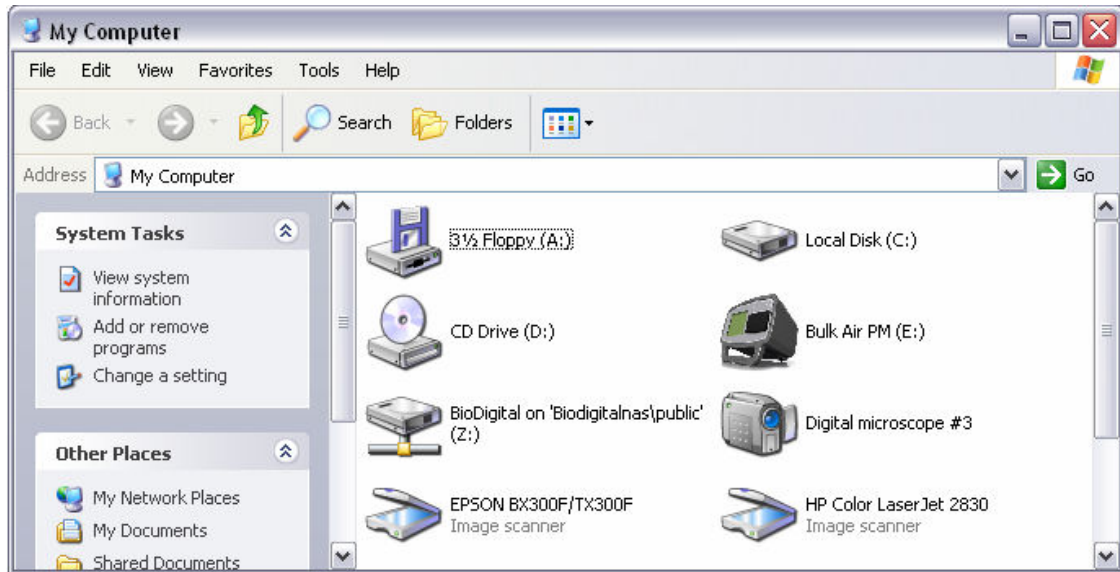 My Computer
File Edit View Favorites Tools Help
Back Search Folders
Address My Computer Go
System Tasks
View system
information
Add or remove
programs
Change a setting
Other Places
My Network Places
My Documents
Shared Documents
3½ Floppy (A:)
Local Disk (C:)
CD Drive (D:)
Bulk Air PM (E:)
BioDigital on 'Biodigitalnas\public'
(Z:)
Digital microscope #3
EPSON BX300F/TX300F
Image scanner
HP Color LaserJet 2830
Image scanner